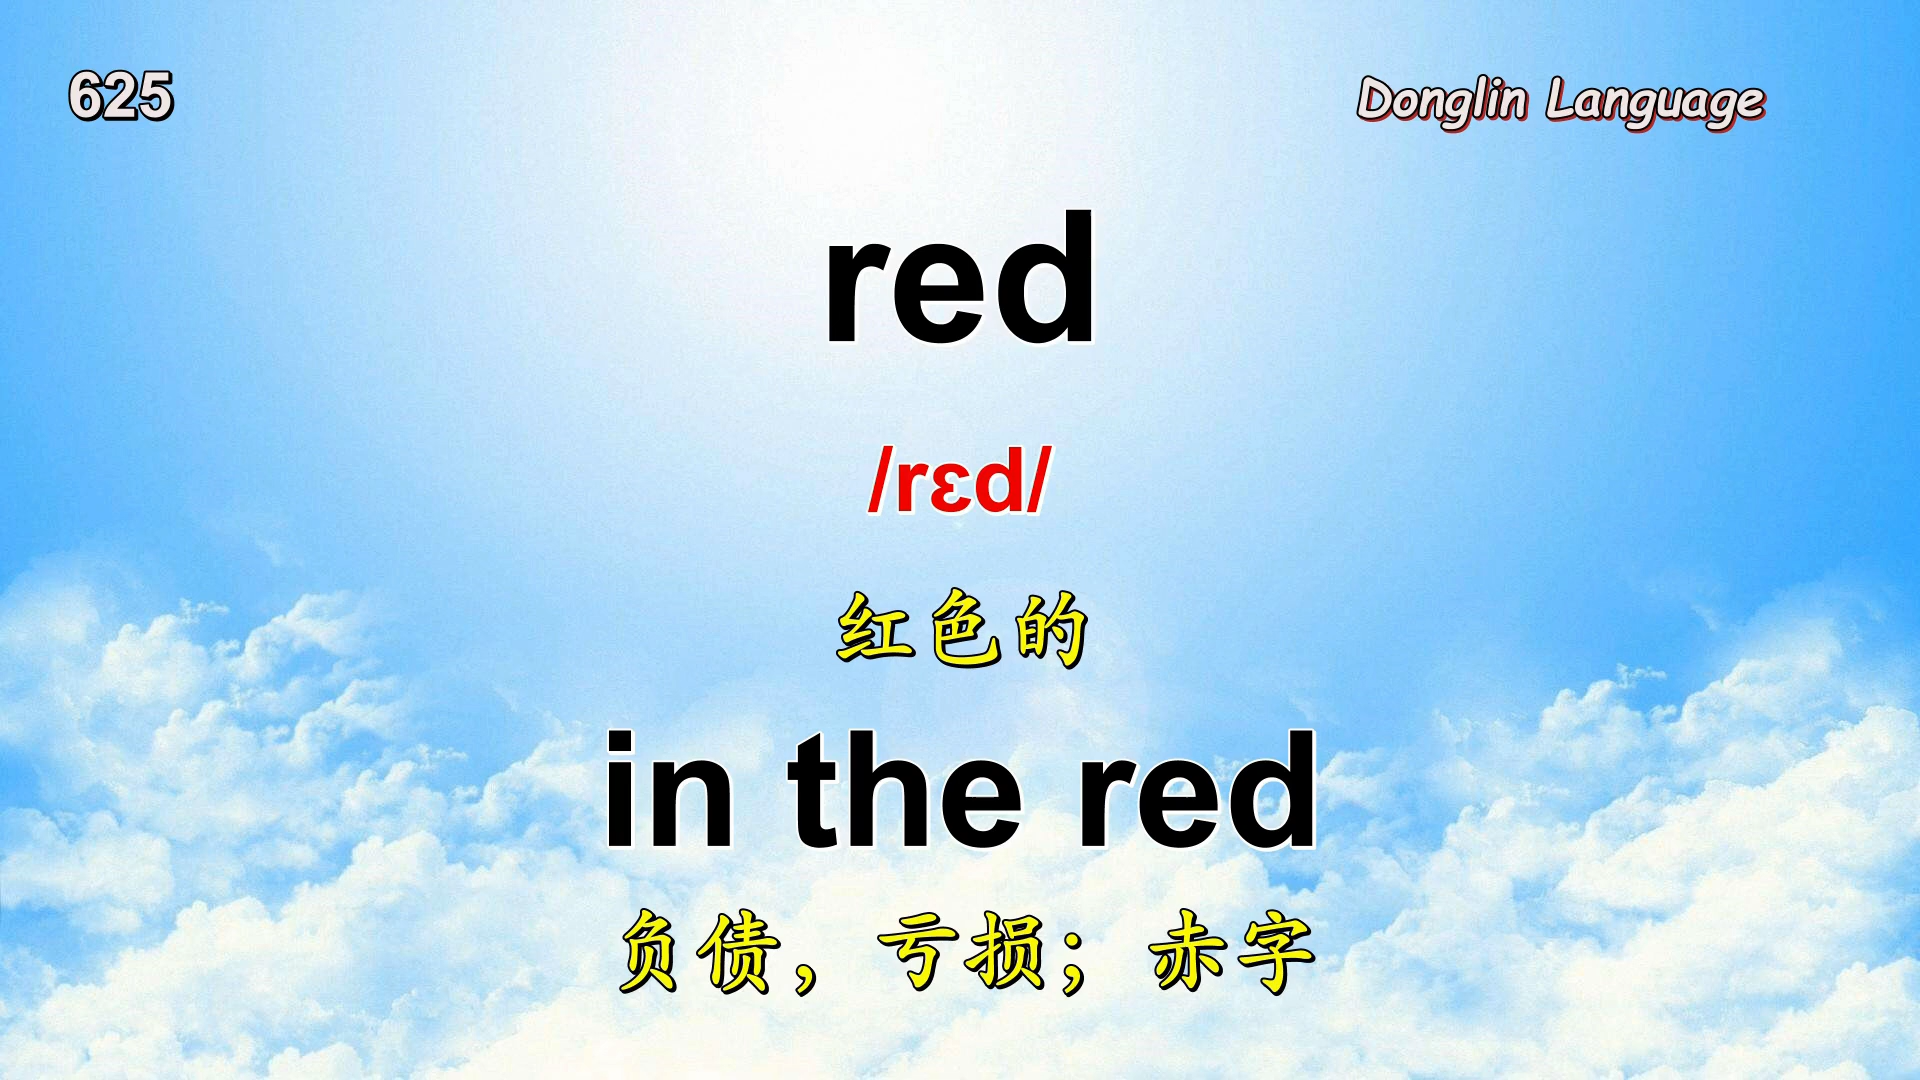 625
Donglin Language
red
/rɛd/
红色的
in the red
负债，亏损；赤字